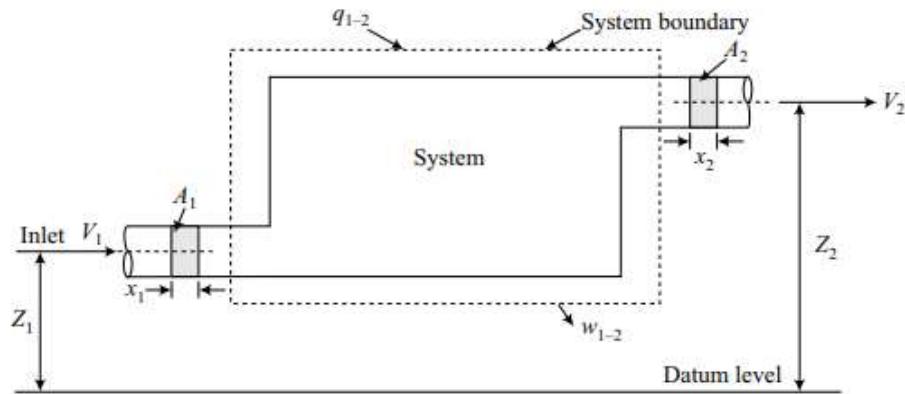 q1–2
System boundary
A2
V2
System
x2
A1
Inlet V1
Z2
x1
Z1
w1–2
Datum level